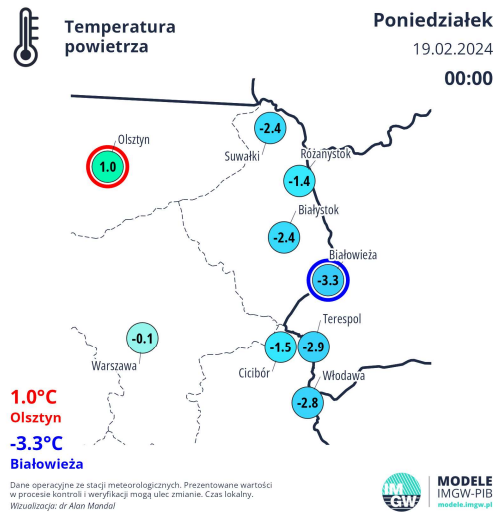 Temperatura
powietrza
Poniedziałek
19.02.2024
00:00
Olsztyn
1.0
-2.4
Suwałki
Różanystok
-1.4
Białystok
-2.4
Białowieża
-3.3
Terespol
-0.1
Warszawa
-1.5
-2.9
Cicibór
Włodawa
-2.8
1.0°C
Olsztyn
-3.3°C
Białowieża
Dane operacyjne ze stacji meteorologicznych. Prezentowane wartości
w procesie kontroli i weryfikacji mogą ulec zmianie. Czas lokalny.
Wizualizacja: dr Alan Mandal
IM
GW
MODELE
IMGW-PIB
modele.imgw.pl